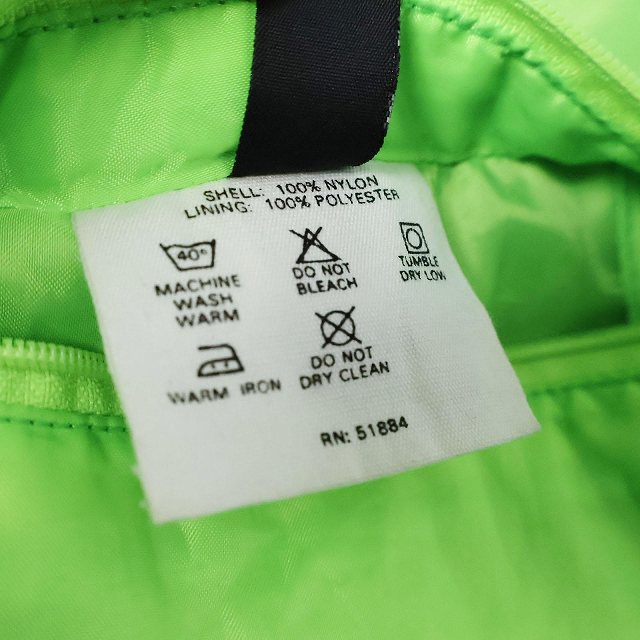 SHELL: 100% NYLON
LINING: 100% POLYESTER
40°
MACHINE
WASH
WARM
DO NOT
BLEACH
TUMBLE
DRY LOW
WARM IRON
DO NOT
DRY CLEAN
RN: 51884